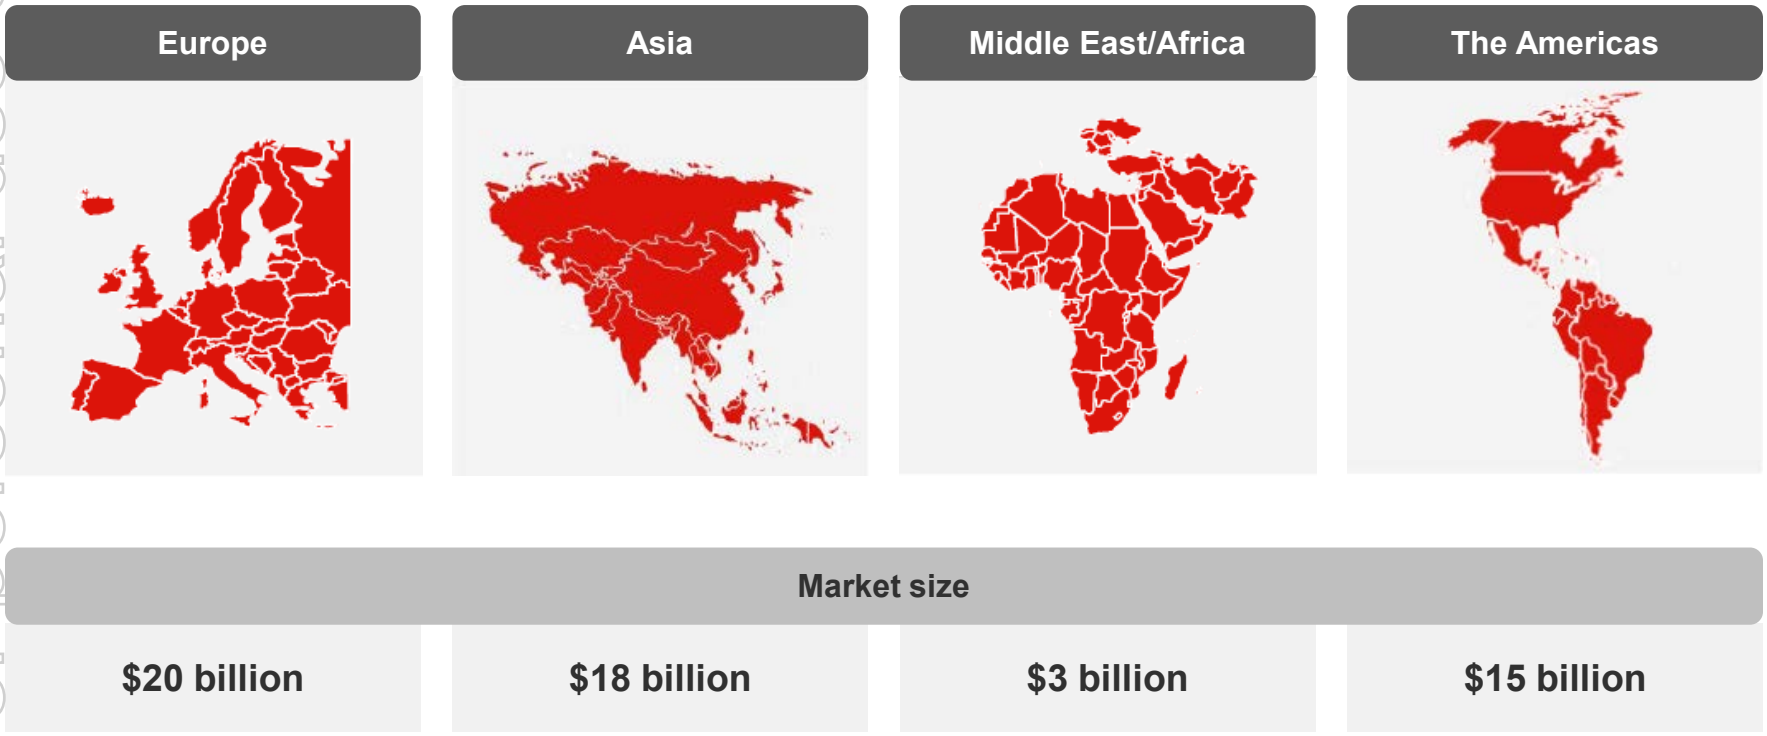 Europe
Asia
Middle East/Africa
The Americas
Market size
$20 billion
$18 billion
$3 billion
$15 billion